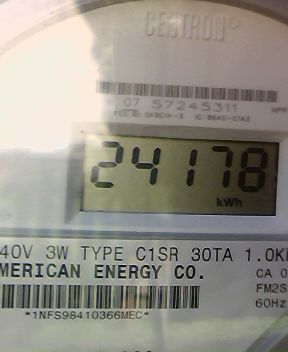 CENTRON®
07 57245311
24178
kWh
40V 3W TYPE C1SR 30TA 1.0K
MERICAN ENERGY CO.
CA 0
FM2S
60Hz
*1NFS98410366MEC*